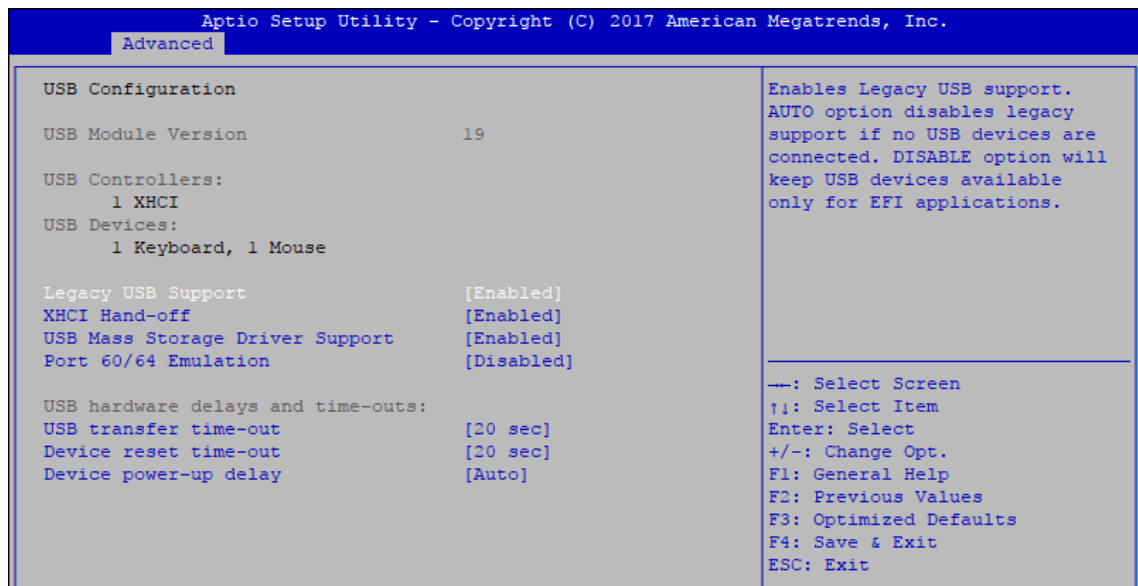 Aptio Setup Utility - Copyright (C) 2017 American Megatrends, Inc.
Advanced
USB Configuration
USB Module Version 19
USB Controllers:
1 XHCI
USB Devices:
1 Keyboard, 1 Mouse
Legacy USB Support [Enabled]
XHCI Hand-off [Enabled]
USB Mass Storage Driver Support [Enabled]
Port 60/64 Emulation [Disabled]
USB hardware delays and time-outs:
USB transfer time-out [20 sec]
Device reset time-out [20 sec]
Device power-up delay [Auto]
Enables Legacy USB support.
AUTO option disables legacy
support if no USB devices are
connected. DISABLE option will
keep USB devices available
only for EFI applications.
→←: Select Screen
↑↓: Select Item
Enter: Select
+/-: Change Opt.
F1: General Help
F2: Previous Values
F3: Optimized Defaults
F4: Save & Exit
ESC: Exit